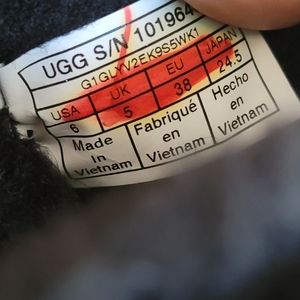 UGG S/N 101964
G1GLYV2EK9S5WK1
USA UK EU JAPAN
6 5 38 24.5
Made in Vietnam Fabriqué en Vietnam Hecho en Vietnam